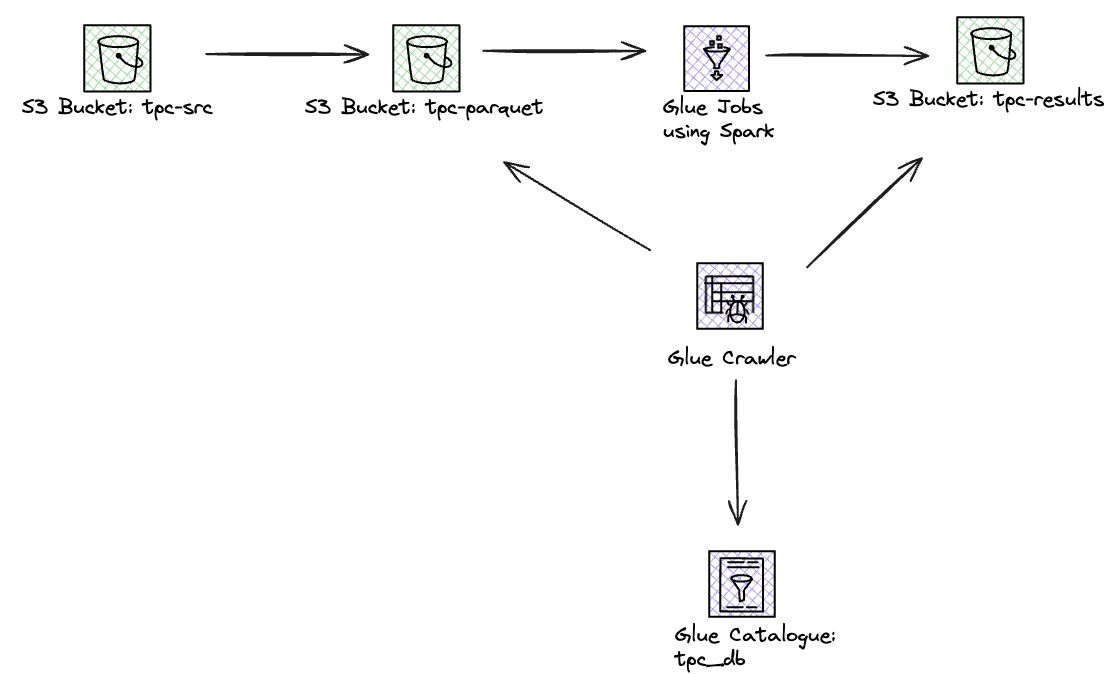 S3 Bucket: tpc-src
S3 Bucket: tpc-parquet
Glue Jobs
using Spark
S3 Bucket: tpc-results
Glue Crawler
Glue Catalogue:
tpc_db